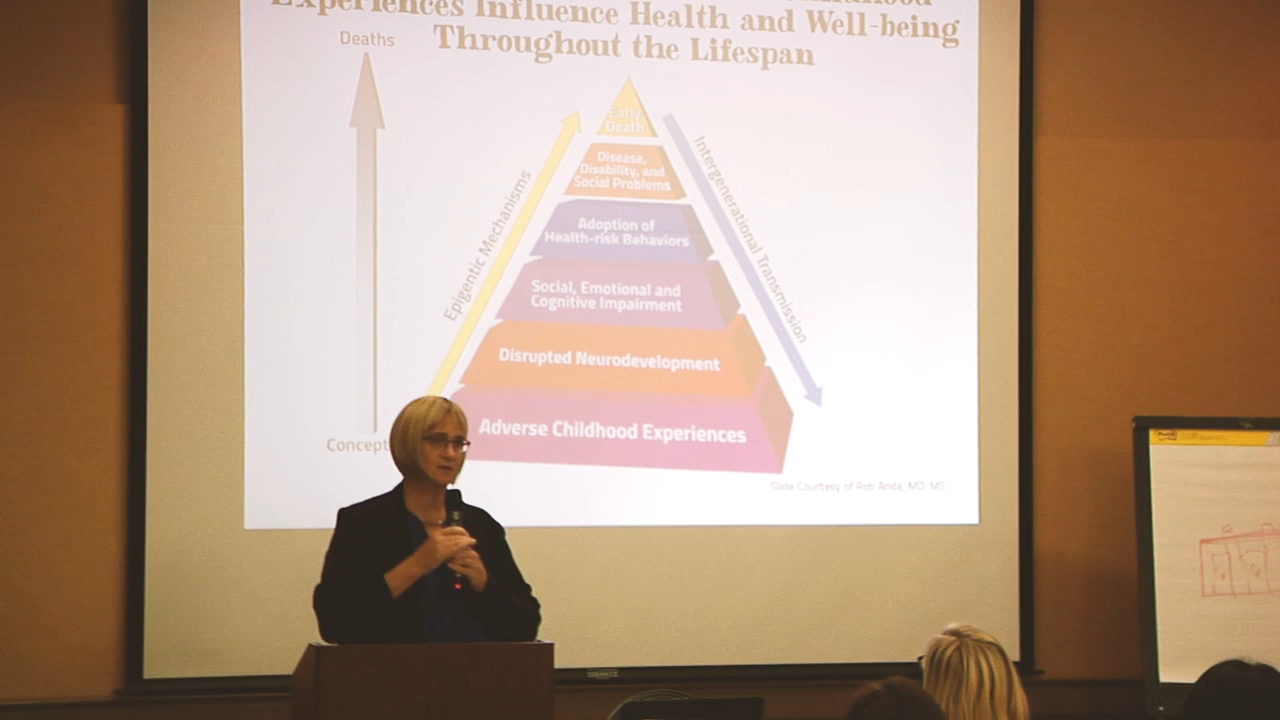 Experiences Influence Health and Well-being
Throughout the Lifespan
Deaths
Early
Death
Disease,
Disability, and
Social Problems
Adoption of
Health-risk Behaviors
Social, Emotional and
Cognitive Impairment
Disrupted Neurodevelopment
Adverse Childhood Experiences
Epigentic Mechanisms
Intergenerational Transmission
Concept
Slide Courtesy of Rob Anda, MD, MS